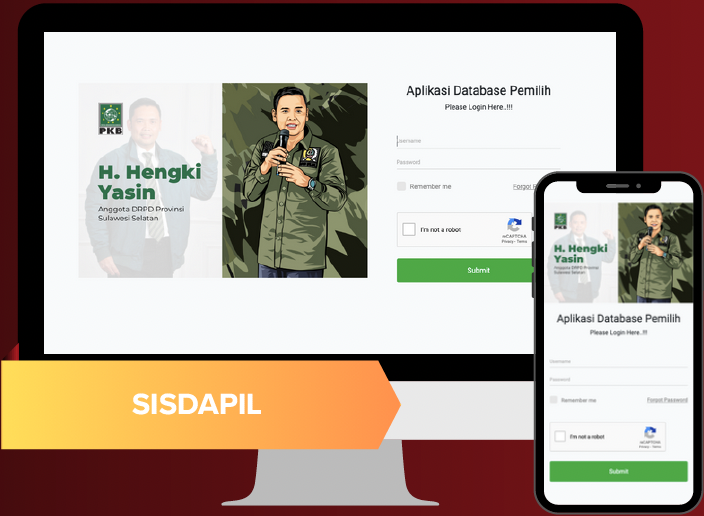 PKB
H. Hengki
Yasin
Anggota DPRD Provinsi
Sulawesi Selatan
Aplikasi Database Pemilih
Please Login Here..!!!
Username
Password
Remember me
Forgot
I'm not a robot
reCAPTCHA
Privacy - Terms
Submit
SISDAPIL
PKB
H. Hengki
Yasin
Anggota DPRD Provinsi
Sulawesi Selatan
Aplikasi Database Pemilih
Please Login Here..!!!
Username
Password
Remember me
Forgot Password
I'm not a robot
reCAPTCHA
Privacy - Terms
Submit